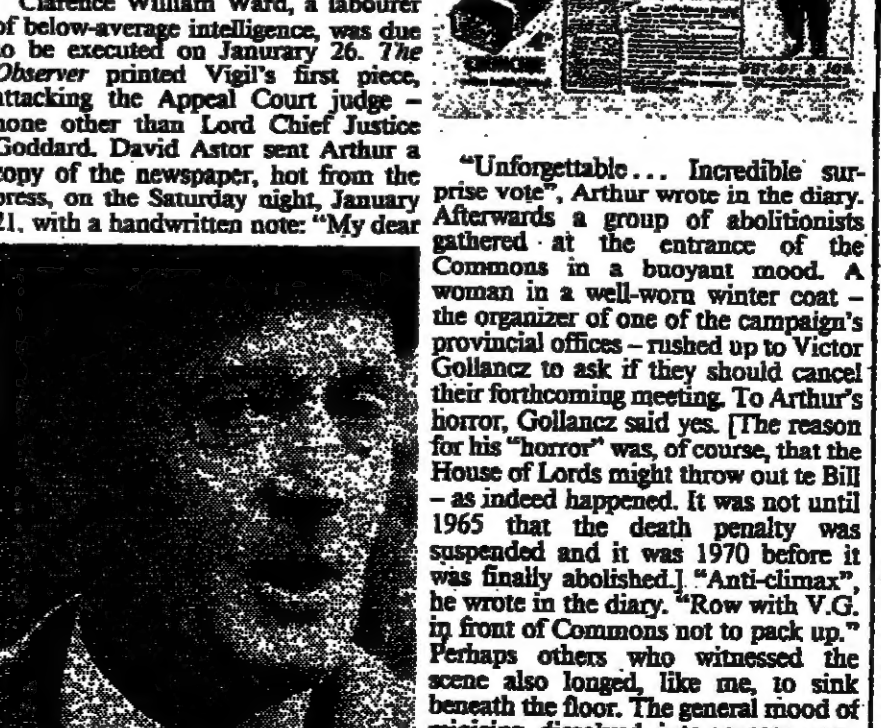 Clarence William Ward, a labourer
of below-average intelligence, was due
to be executed on Janurary 26. The
Observer printed Vigil's first piece,
attacking the Appeal Court judge –
none other than Lord Chief Justice
Goddard. David Astor sent Arthur a
copy of the newspaper, hot from the
press, on the Saturday night, January
21, with a handwritten note: “My dear
OUT OF A JOB
“Unforgettable... Incredible sur-
prise vote”, Arthur wrote in the diary.
Afterwards a group of abolitionists
gathered at the entrance of the
Commons in a buoyant mood. A
woman in a well-worn winter coat –
the organizer of one of the campaign's
provincial offices – rushed up to Victor
Gollancz to ask if they should cancel
their forthcoming meeting. To Arthur's
horror, Gollancz said yes. [The reason
for his “horror” was, of course, that the
House of Lords might throw out te Bill
– as indeed happened. It was not until
1965 that the death penalty was
suspended and it was 1970 before it
was finally abolished.] “Anti-climax”,
he wrote in the diary. “Row with V.G.
in front of Commons not to pack up.”
Perhaps others who witnessed the
scene also longed, like me, to sink
beneath the floor. The general mood of